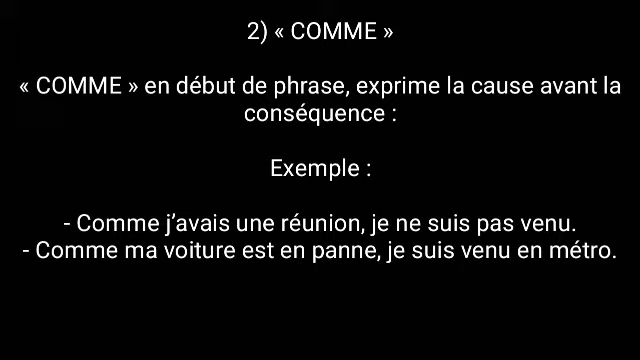 2) « COMME »
« COMME » en début de phrase, exprime la cause avant la
conséquence :
Exemple :
- Comme j’avais une réunion, je ne suis pas venu.
- Comme ma voiture est en panne, je suis venu en métro.